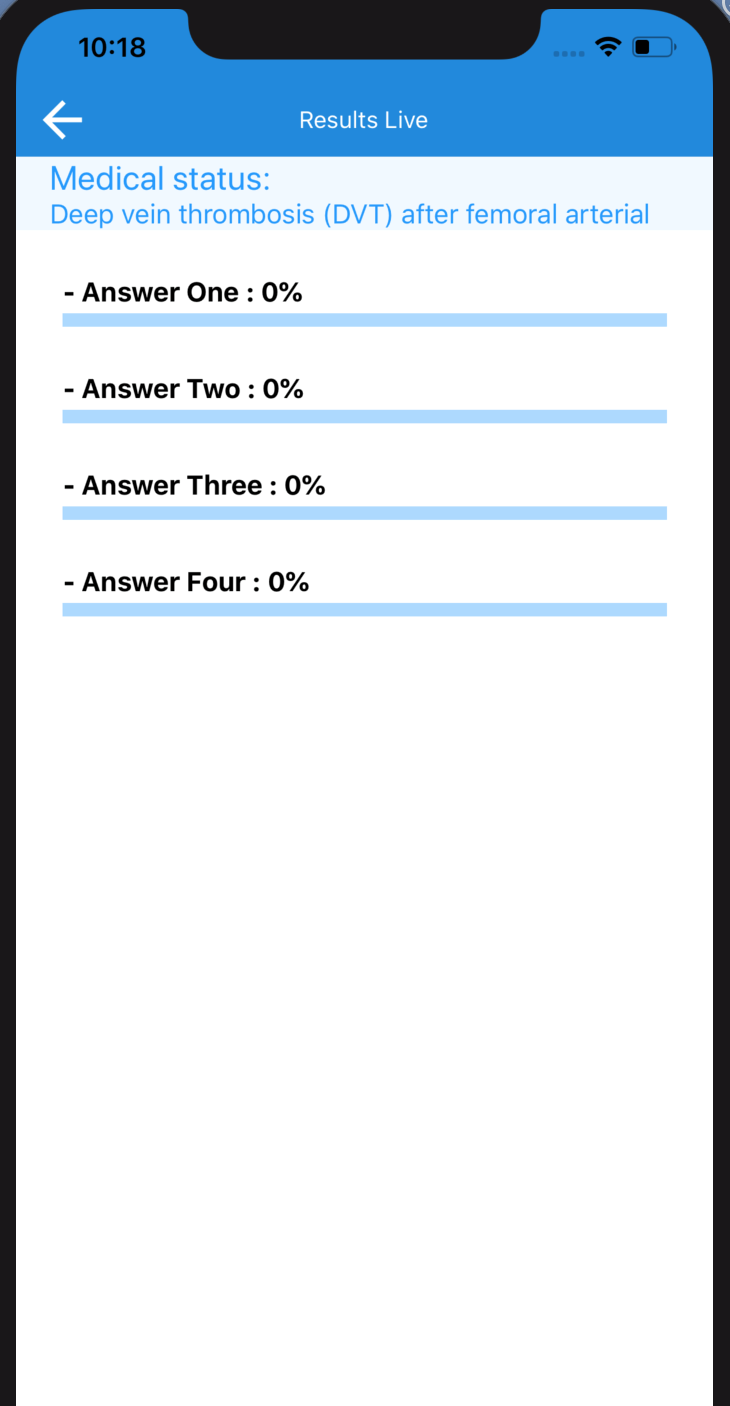 10:18
Results Live
Medical status:
Deep vein thrombosis (DVT) after femoral arterial
- Answer One : 0%
- Answer Two : 0%
- Answer Three : 0%
- Answer Four : 0%